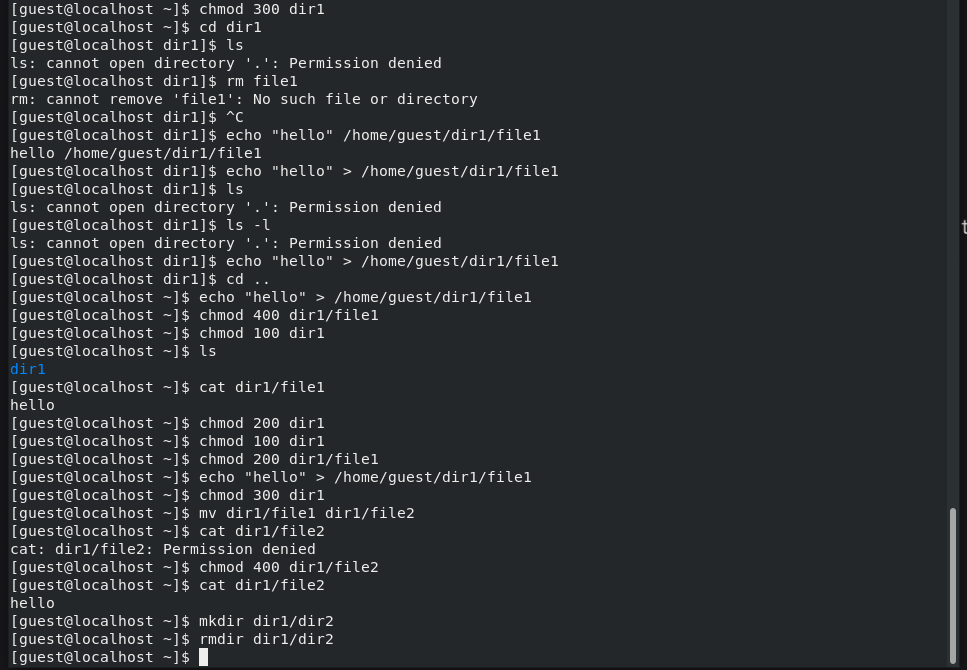 [guest@localhost ~]$ chmod 300 dir1
[guest@localhost ~]$ cd dir1
[guest@localhost dir1]$ ls
ls: cannot open directory '.': Permission denied
[guest@localhost dir1]$ rm file1
rm: cannot remove 'file1': No such file or directory
[guest@localhost dir1]$ ^C
[guest@localhost dir1]$ echo "hello" /home/guest/dir1/file1
hello /home/guest/dir1/file1
[guest@localhost dir1]$ echo "hello" > /home/guest/dir1/file1
[guest@localhost dir1]$ ls
ls: cannot open directory '.': Permission denied
[guest@localhost dir1]$ ls -l
ls: cannot open directory '.': Permission denied
[guest@localhost dir1]$ echo "hello" > /home/guest/dir1/file1
[guest@localhost dir1]$ cd ..
[guest@localhost ~]$ echo "hello" > /home/guest/dir1/file1
[guest@localhost ~]$ chmod 400 dir1/file1
[guest@localhost ~]$ chmod 100 dir1
[guest@localhost ~]$ ls
dir1
[guest@localhost ~]$ cat dir1/file1
hello
[guest@localhost ~]$ chmod 200 dir1
[guest@localhost ~]$ chmod 100 dir1
[guest@localhost ~]$ chmod 200 dir1/file1
[guest@localhost ~]$ echo "hello" > /home/guest/dir1/file1
[guest@localhost ~]$ chmod 300 dir1
[guest@localhost ~]$ mv dir1/file1 dir1/file2
[guest@localhost ~]$ cat dir1/file2
cat: dir1/file2: Permission denied
[guest@localhost ~]$ chmod 400 dir1/file2
[guest@localhost ~]$ cat dir1/file2
hello
[guest@localhost ~]$ mkdir dir1/dir2
[guest@localhost ~]$ rmdir dir1/dir2
[guest@localhost ~]$